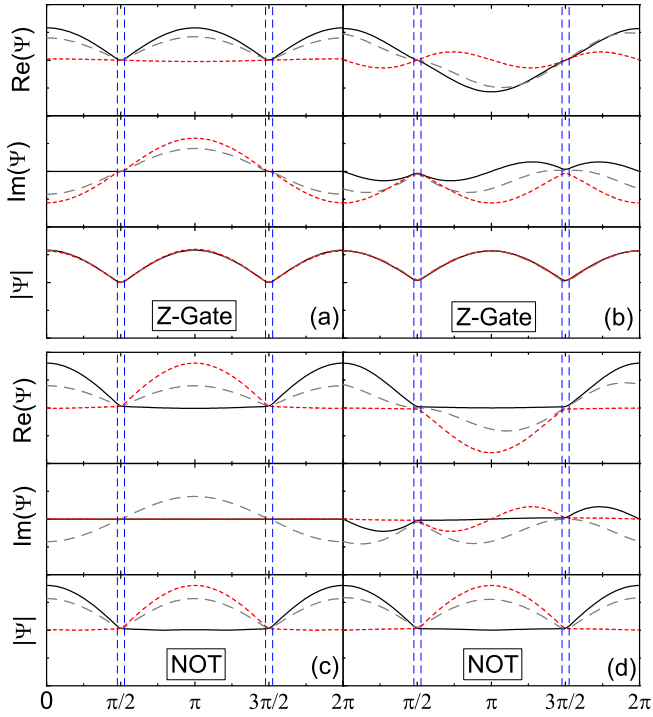 Re(Ψ)
Im(Ψ)
|Ψ|
Z-Gate (a)
Z-Gate (b)
Re(Ψ)
Im(Ψ)
|Ψ|
NOT (c)
NOT (d)
0 π/2 π 3π/2 2π π/2 π 3π/2 2π